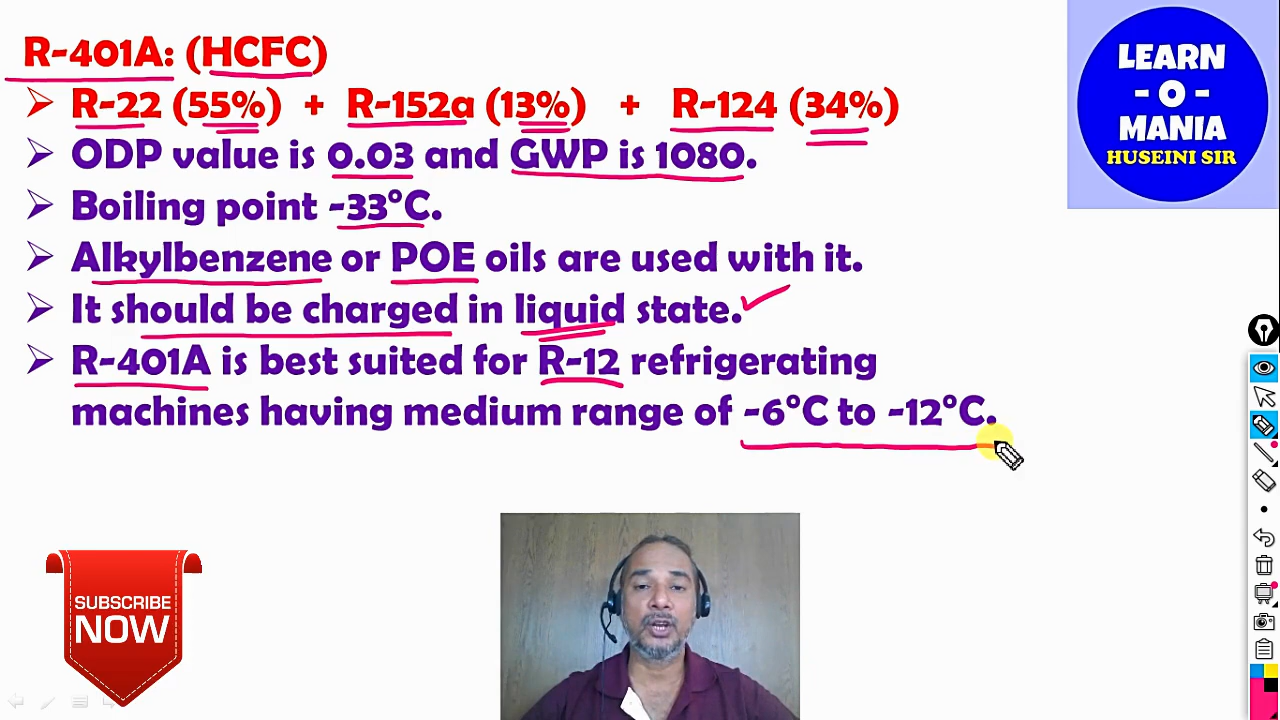 R-401A: (HCFC)
R-22 (55%) + R-152a (13%) + R-124 (34%)
ODP value is 0.03 and GWP is 1080.
Boiling point -33°C.
Alkylbenzene or POE oils are used with it.
It should be charged in liquid state.
R-401A is best suited for R-12 refrigerating
machines having medium range of -6°C to -12°C.
LEARN
- O -
MANIA
HUSEINI SIR
SUBSCRIBE
NOW